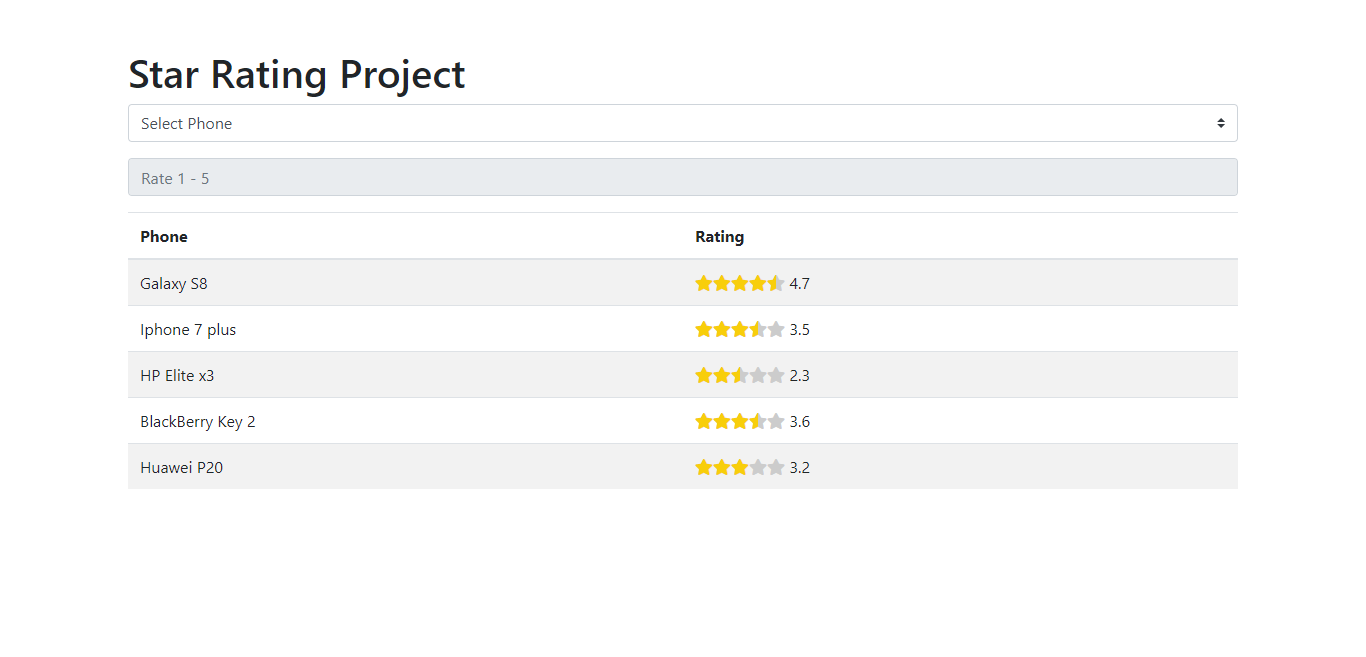 Star Rating Project
Select Phone
Rate 1 - 5
Phone Rating
Galaxy S8 4.7
Iphone 7 plus 3.5
HP Elite x3 2.3
BlackBerry Key 2 3.6
Huawei P20 3.2